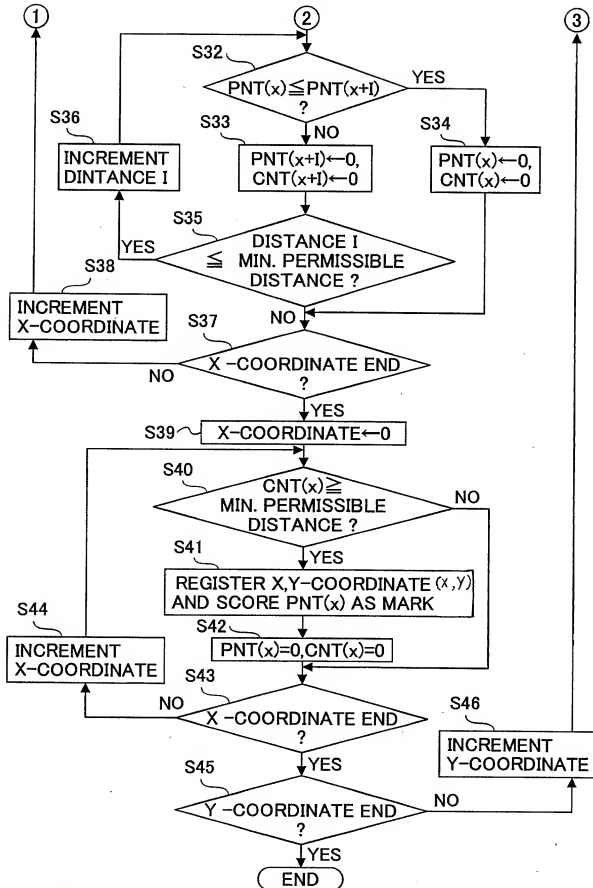 1
2
3
S32
PNT(x)≦PNT(x+I)
?
YES
NO
S36
INCREMENT
DINTANCE I
S33
PNT(x+I)←0,
CNT(x+I)←0
S34
PNT(x)←0,
CNT(x)←0
S35
DISTANCE I
≦ MIN. PERMISSIBLE
DISTANCE ?
YES
NO
S38
INCREMENT
X-COORDINATE
S37
X-COORDINATE END
?
NO
YES
S39
X-COORDINATE←0
S40
CNT(x)≧
MIN. PERMISSIBLE
DISTANCE ?
NO
YES
S41
REGISTER X,Y-COORDINATE (x,y)
AND SCORE PNT(x) AS MARK
S42
PNT(x)=0,CNT(x)=0
S44
INCREMENT
X-COORDINATE
S43
X-COORDINATE END
?
NO
YES
S46
INCREMENT
Y-COORDINATE
S45
Y-COORDINATE END
?
NO
YES
END